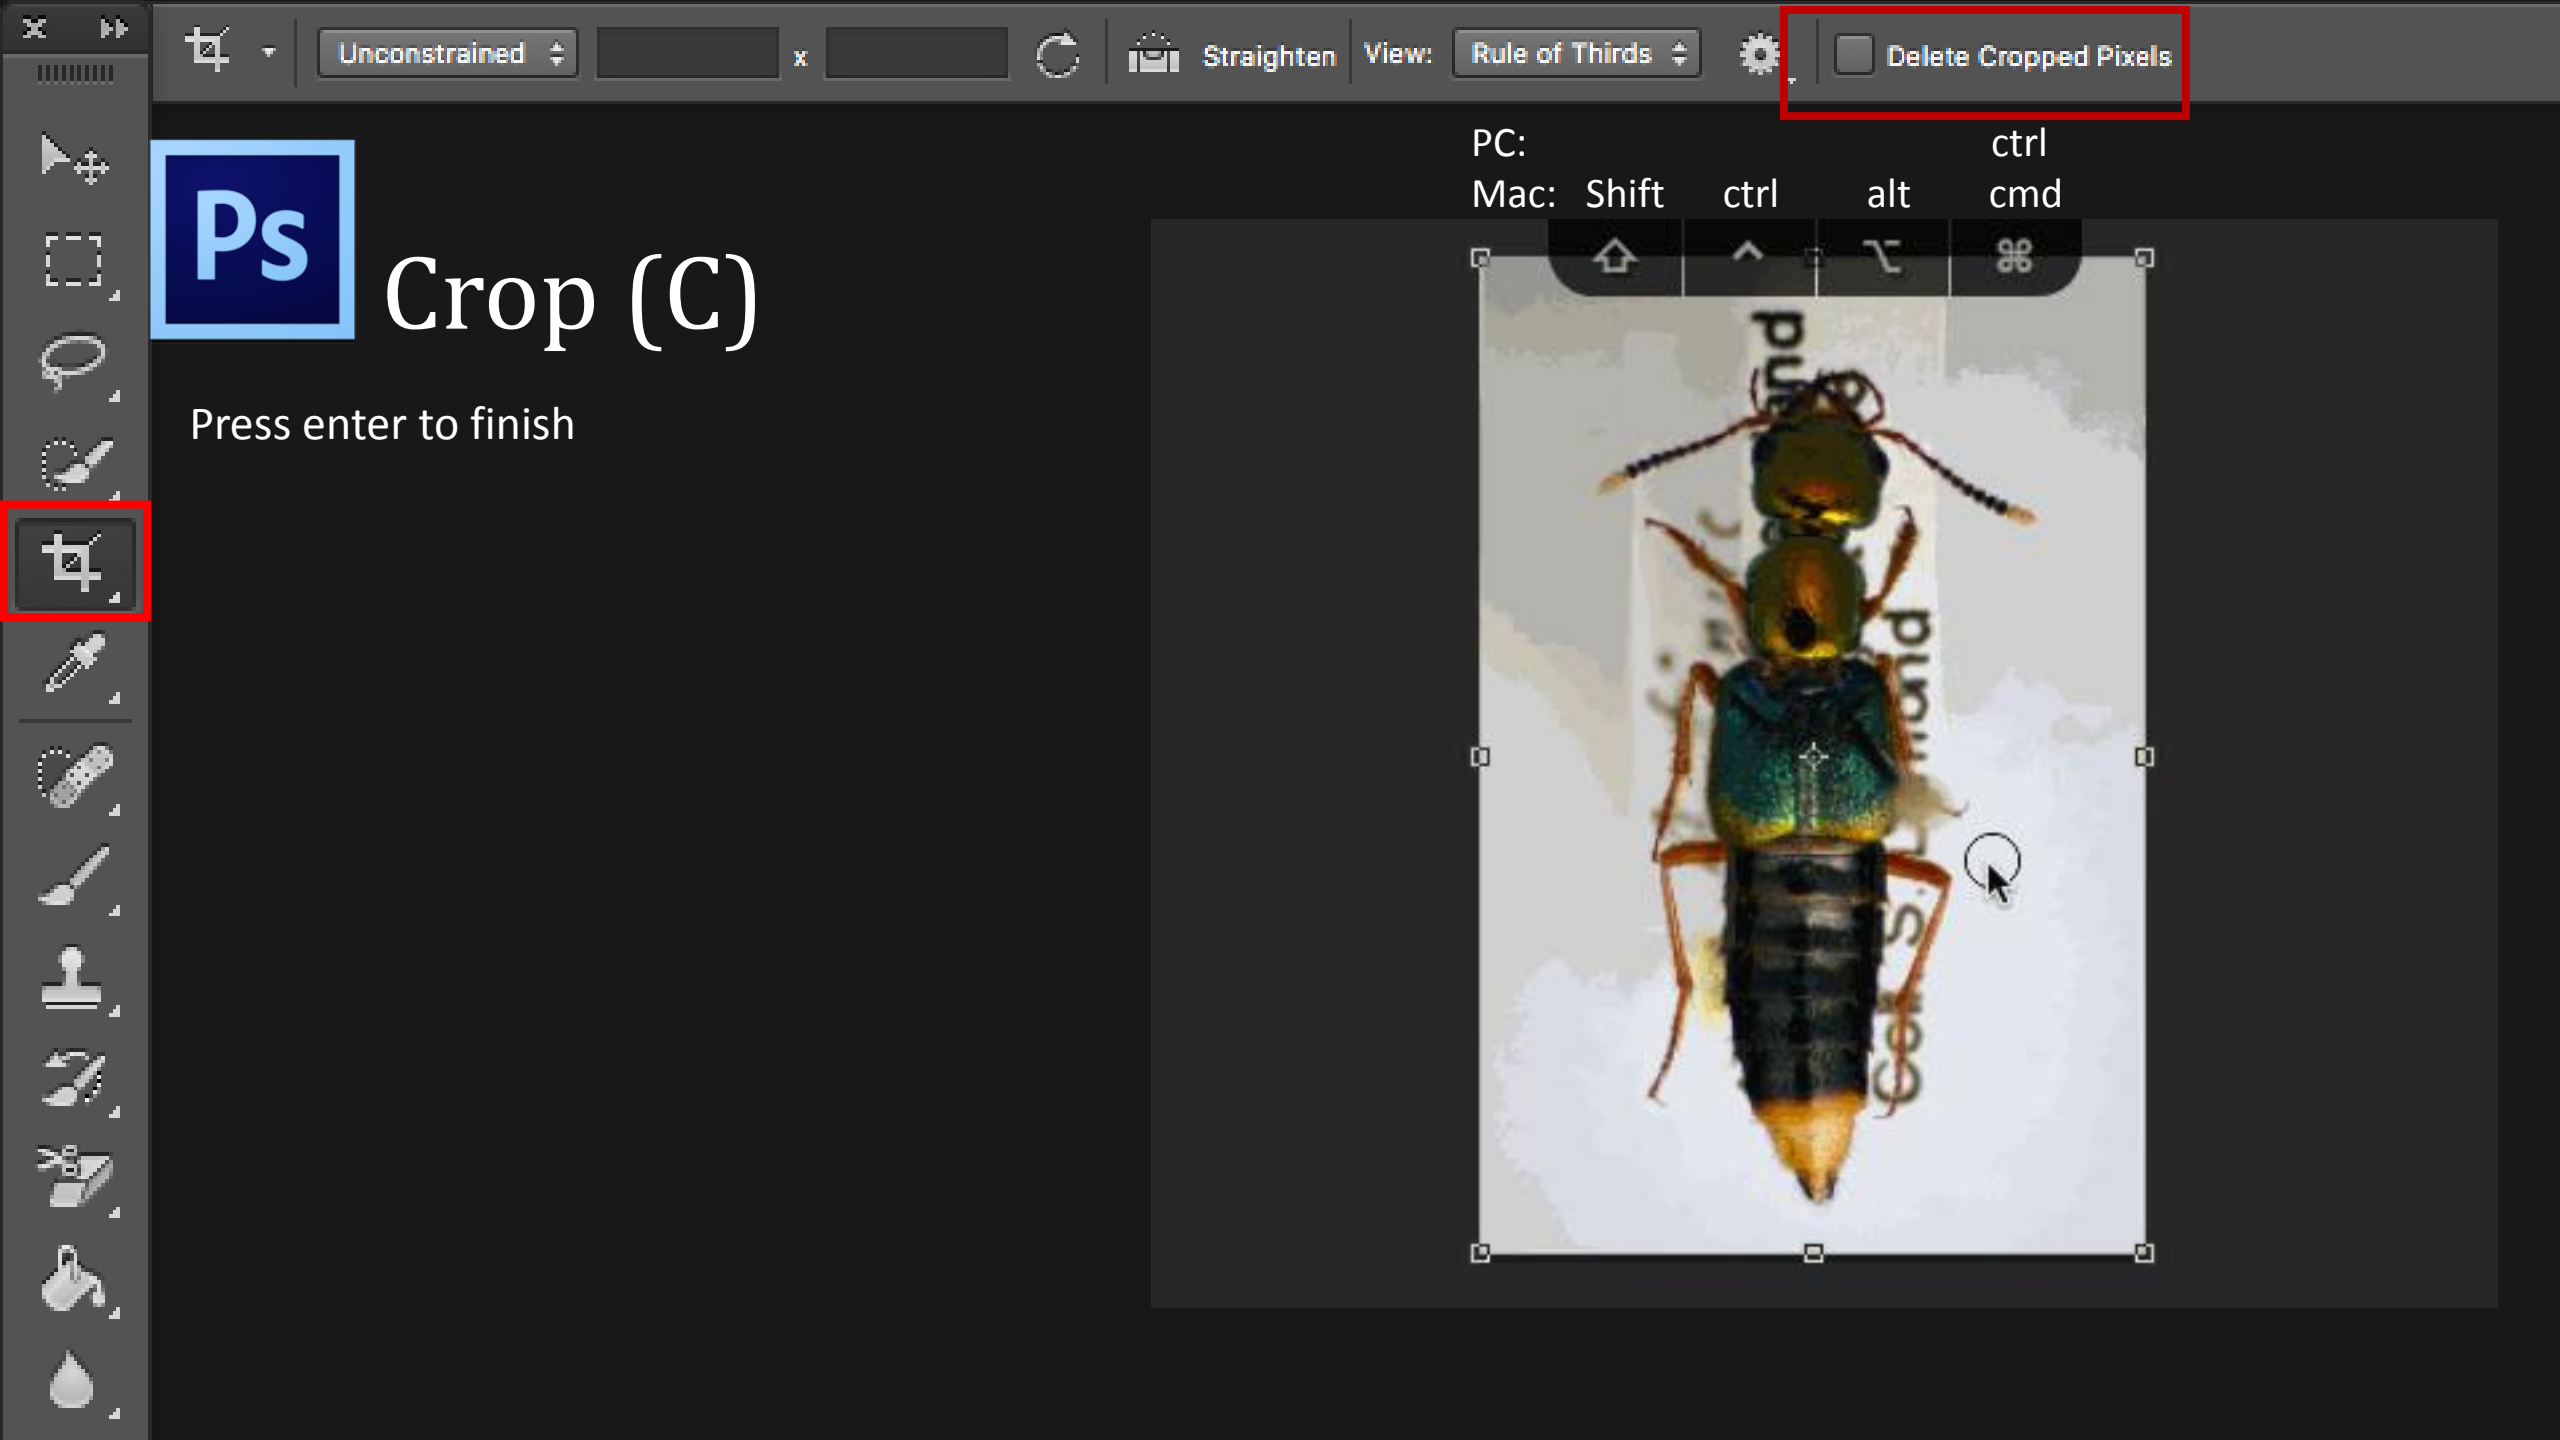 Unconstrained x Straighten View: Rule of Thirds Delete Cropped Pixels
PC: ctrl
Mac: Shift ctrl alt cmd
Ps
Crop (C)
Press enter to finish
and